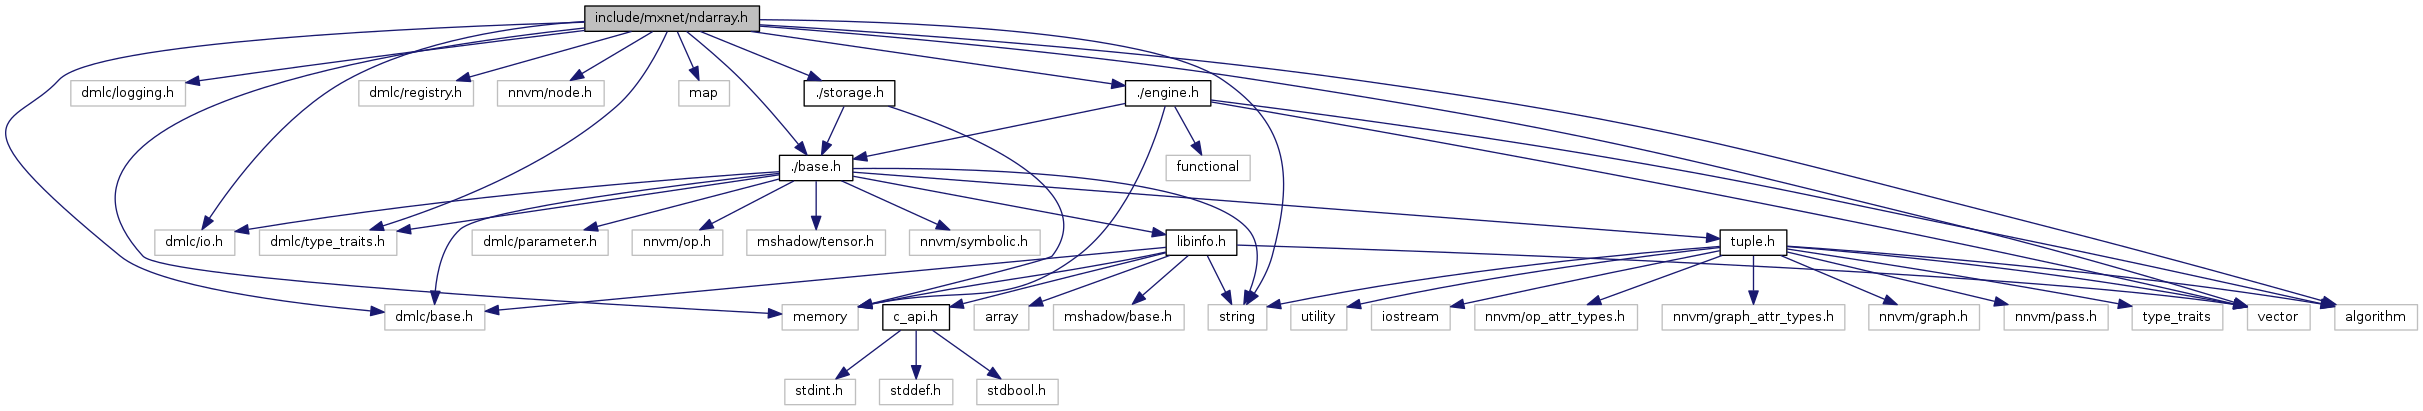 include/mxnet/ndarray.h
dmlc/logging.h
dmlc/registry.h
nnvm/node.h
map
./storage.h
./engine.h
./base.h
functional
dmlc/io.h
dmlc/type_traits.h
dmlc/parameter.h
nnvm/op.h
mshadow/tensor.h
nnvm/symbolic.h
libinfo.h
tuple.h
dmlc/base.h
memory
c_api.h
array
mshadow/base.h
string
utility
iostream
nnvm/op_attr_types.h
nnvm/graph_attr_types.h
nnvm/graph.h
nnvm/pass.h
type_traits
vector
algorithm
stdint.h
stddef.h
stdbool.h